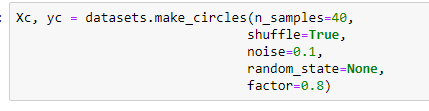 : Xc, yc = datasets.make_circles(n_samples=40,
shuffle=True,
noise=0.1,
random_state=None,
factor=0.8)